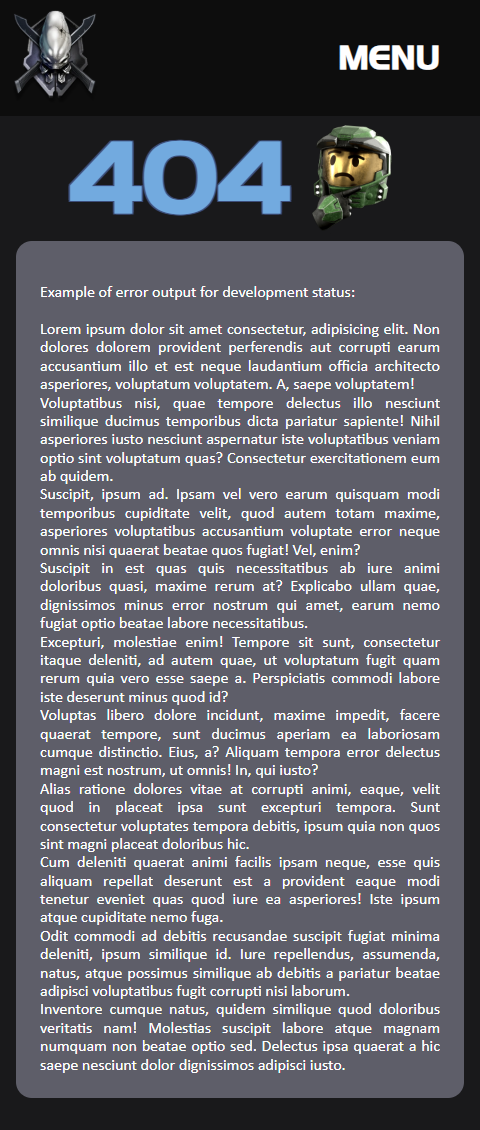 MENU
404
Example of error output for development status:
Lorem ipsum dolor sit amet consectetur, adipisicing elit. Non
dolores dolorem provident perferendis aut corrupti earum
accusantium illo et est neque laudantium officia architecto
asperiores, voluptatum voluptatem. A, saepe voluptatem!
Voluptatibus nisi, quae tempore delectus illo nesciunt
similique ducimus temporibus dicta pariatur sapiente! Nihil
asperiores iusto nesciunt aspernatur iste voluptatibus veniam
optio sint voluptatum quas? Consectetur exercitationem eum
ab quidem.
Suscipit, ipsum ad. Ipsam vel vero earum quisquam modi
temporibus cupiditate velit, quod autem totam maxime,
asperiores voluptatibus accusantium voluptate error neque
omnis nisi quaerat beatae quos fugiat! Vel, enim?
Suscipit in est quas quis necessitatibus ab iure animi
doloribus quasi, maxime rerum at? Explicabo ullam quae,
dignissimos minus error nostrum qui amet, earum nemo
fugiat optio beatae labore necessitatibus.
Excepturi, molestiae enim! Tempore sit sunt, consectetur
itaque deleniti, ad autem quae, ut voluptatum fugit quam
rerum quia vero esse saepe a. Perspiciatis commodi labore
iste deserunt minus quod id?
Voluptas libero dolore incidunt, maxime impedit, facere
quaerat tempore, sunt ducimus aperiam ea laboriosam
cumque distinctio. Eius, a? Aliquam tempora error delectus
magni est nostrum, ut omnis! In, qui iusto?
Alias ratione dolores vitae at corrupti animi, eaque, velit
quod in placeat ipsa sunt excepturi tempora. Sunt
consectetur voluptates tempora debitis, ipsum quia non quos
sint magni placeat doloribus hic.
Cum deleniti quaerat animi facilis ipsam neque, esse quis
aliquam repellat deserunt est a provident eaque modi
tenetur eveniet quas quod iure ea asperiores! Iste ipsum
atque cupiditate nemo fuga.
Odit commodi ad debitis recusandae suscipit fugiat minima
deleniti, ipsum similique id. Iure repellendus, assumenda,
natus, atque possimus similique ab debitis a pariatur beatae
adipisci voluptatibus fugit corrupti nisi laborum.
Inventore cumque natus, quidem similique quod doloribus
veritatis nam! Molestias suscipit labore atque magnam
numquam non beatae optio sed. Delectus ipsa quaerat a hic
saepe nesciunt dolor dignissimos adipisci iusto.